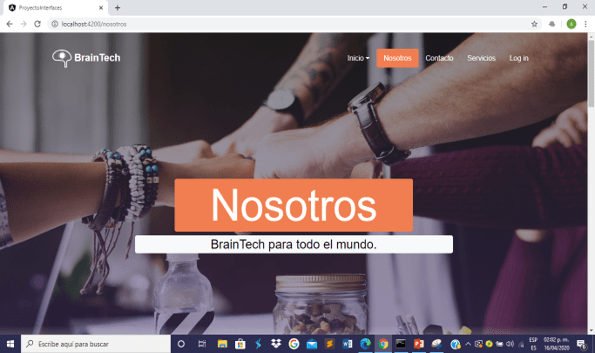 ProyectoInterfaces
localhost:4200/nosotros
a
BrainTech
Inicio
Nosotros
Contacto
Servicios
Log in
Nosotros
BrainTech para todo el mundo.
Escribe aquí para buscar
ESP
ES
02:02 p. m.
16/04/2020